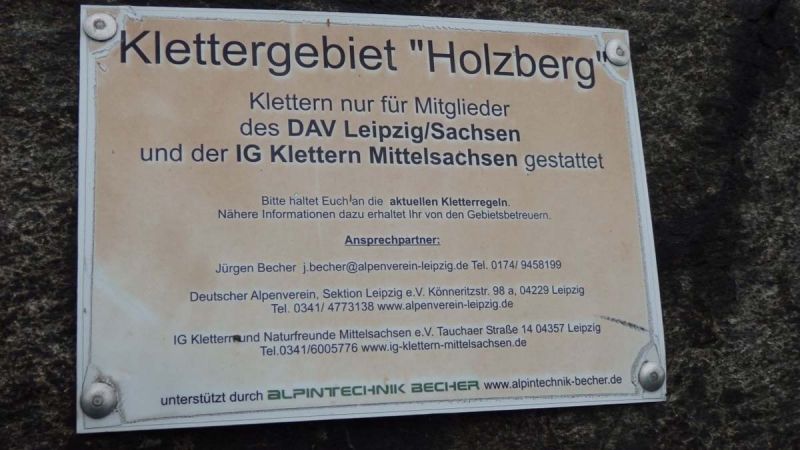 Klettergebiet "Holzberg"
Klettern nur für Mitglieder
des DAV Leipzig/Sachsen
und der IG Klettern Mittelsachsen gestattet
Bitte haltet Euch an die aktuellen Kletterregeln.
Nähere Informationen dazu erhaltet Ihr von den Gebietsbetreuern.
Ansprechpartner:
Jürgen Becher j.becher@alpenverein-leipzig.de Tel. 0174/ 9458199
Deutscher Alpenverein, Sektion Leipzig e.V. Könneritzstr. 98 a, 04229 Leipzig
Tel. 0341/ 4773138 www.alpenverein-leipzig.de
IG Klettern und Naturfreunde Mittelsachsen e.V. Tauchaer Straße 14 04357 Leipzig
Tel.0341/6005776 www.ig-klettern-mittelsachsen.de
unterstützt durch ALPINTECHNIK BECHER www.alpintechnik-becher.de